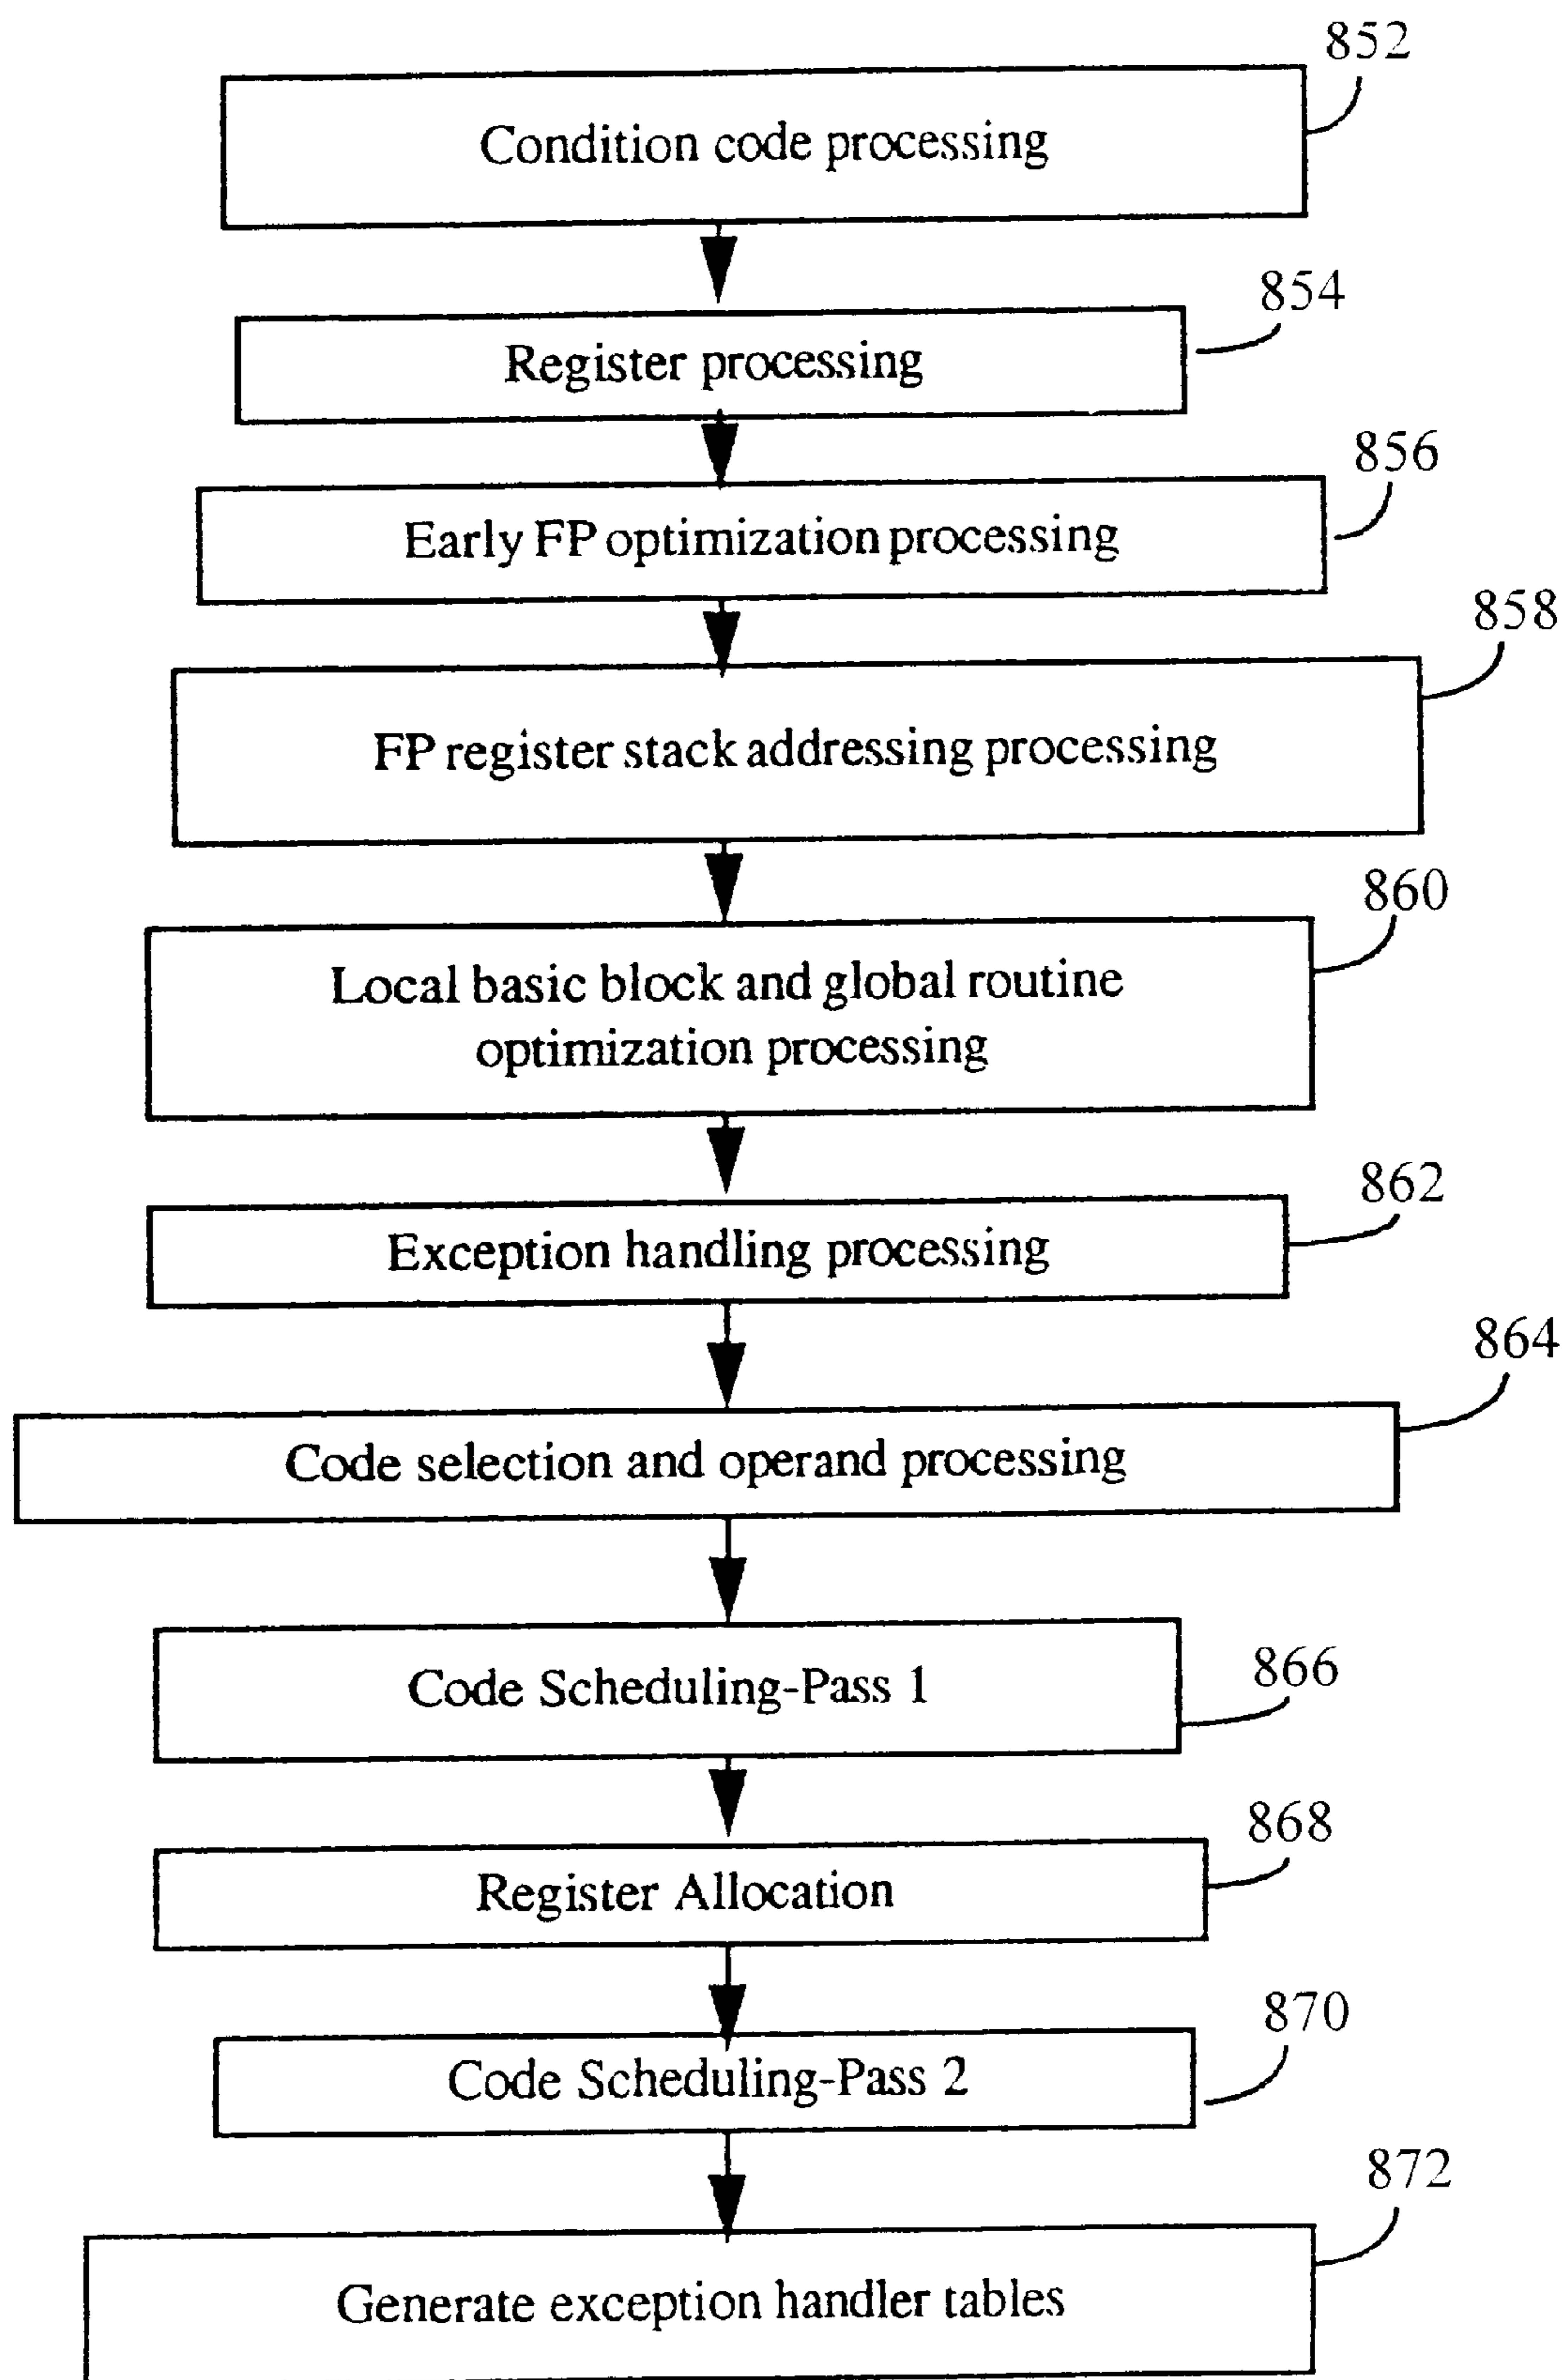 852
Condition code processing
854
Register processing
856
Early FP optimization processing
858
FP register stack addressing processing
860
Local basic block and global routine
optimization processing
862
Exception handling processing
864
Code selection and operand processing
866
Code Scheduling-Pass 1
868
Register Allocation
870
Code Scheduling-Pass 2
872
Generate exception handler tables